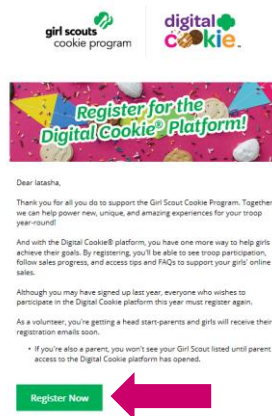 girl scouts
cookie program
digital
cookie™
Register for the
Digital Cookie® Platform!
Dear latasha,
Thank you for all you do to support the Girl Scout Cookie Program. Together
we can help power new, unique, and amazing experiences for your troop
year-round!
And with the Digital Cookie® platform, you have one more way to help girls
achieve their goals. By registering, you'll be able to see troop participation,
follow sales progress, and access tips and FAQs to support your girls' online
sales.
Although you may have signed up last year, everyone who wishes to
participate in the Digital Cookie platform this year must register again.
As a volunteer, you're getting a head start-parents and girls will receive their
registration emails soon.
• If you're also a parent, you won't see your Girl Scout listed until parent
access to the Digital Cookie platform has opened.
Register Now